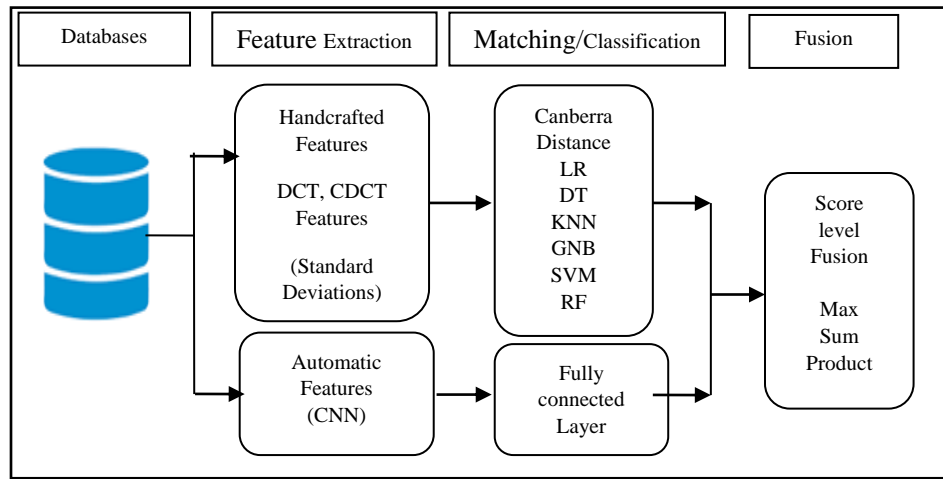 Databases
Feature Extraction
Matching/Classification
Fusion
Handcrafted
Features
DCT, CDCT
Features
(Standard
Deviations)
Canberra
Distance
LR
DT
KNN
GNB
SVM
RF
Score
level
Fusion
Max
Sum
Product
Automatic
Features
(CNN)
Fully
connected
Layer